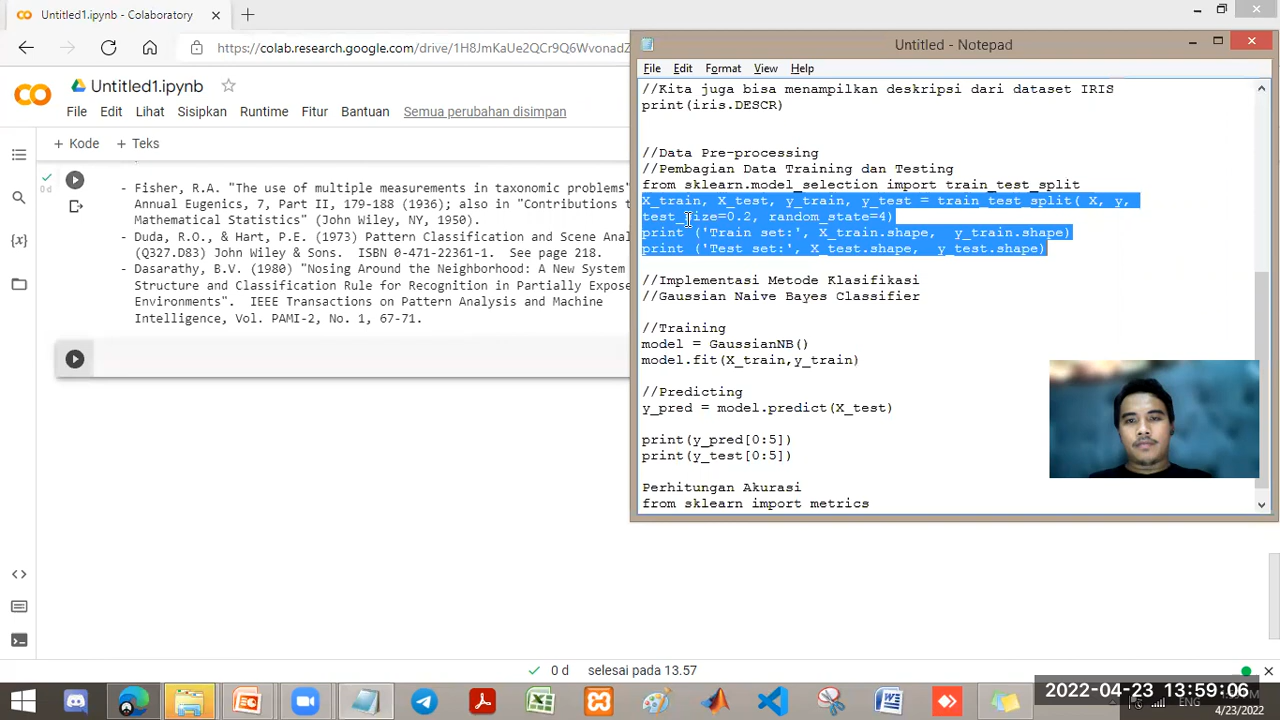 Untitled1.ipynb - Colaboratory
https://colab.research.google.com/drive/1H8JmKaUe2QCr9Q6WvonadZ
Untitled1.ipynb
File Edit Lihat Sisipkan Runtime Fitur Bantuan Semua perubahan disimpan
+ Kode + Teks
0 d
- Fisher, R.A. "The use of multiple measurements in taxonomic problems"
Annual Eugenics, 7, Part II, 179-188 (1936); also in "Contributions t
Mathematical Statistics" (John Wiley, NY, 1950).
- Duda, R.O., & Hart, P.E. (1973) Pattern Classification and Scene Anal
(Q327.D83) John Wiley & Sons. ISBN 0-471-22361-1. See page 218.
- Dasarathy, B.V. (1980) "Nosing Around the Neighborhood: A New System
Structure and Classification Rule for Recognition in Partially Expose
Environments". IEEE Transactions on Pattern Analysis and Machine
Intelligence, Vol. PAMI-2, No. 1, 67-71.
{x}
Untitled - Notepad
File Edit Format View Help
//Kita juga bisa menampilkan deskripsi dari dataset IRIS
print(iris.DESCR)
//Data Pre-processing
//Pembagian Data Training dan Testing
from sklearn.model_selection import train_test_split
X_train, X_test, y_train, y_test = train_test_split( X, y,
test_size=0.2, random_state=4)
print ('Train set:', X_train.shape,  y_train.shape)
print ('Test set:', X_test.shape,  y_test.shape)
//Implementasi Metode Klasifikasi
//Gaussian Naive Bayes Classifier
//Training
model = GaussianNB()
model.fit(X_train,y_train)
//Predicting
y_pred = model.predict(X_test)
print(y_pred[0:5])
print(y_test[0:5])
Perhitungan Akurasi
from sklearn import metrics
0 d selesai pada 13.57
ENG
2022-04-23 13:59:06
4/23/2022